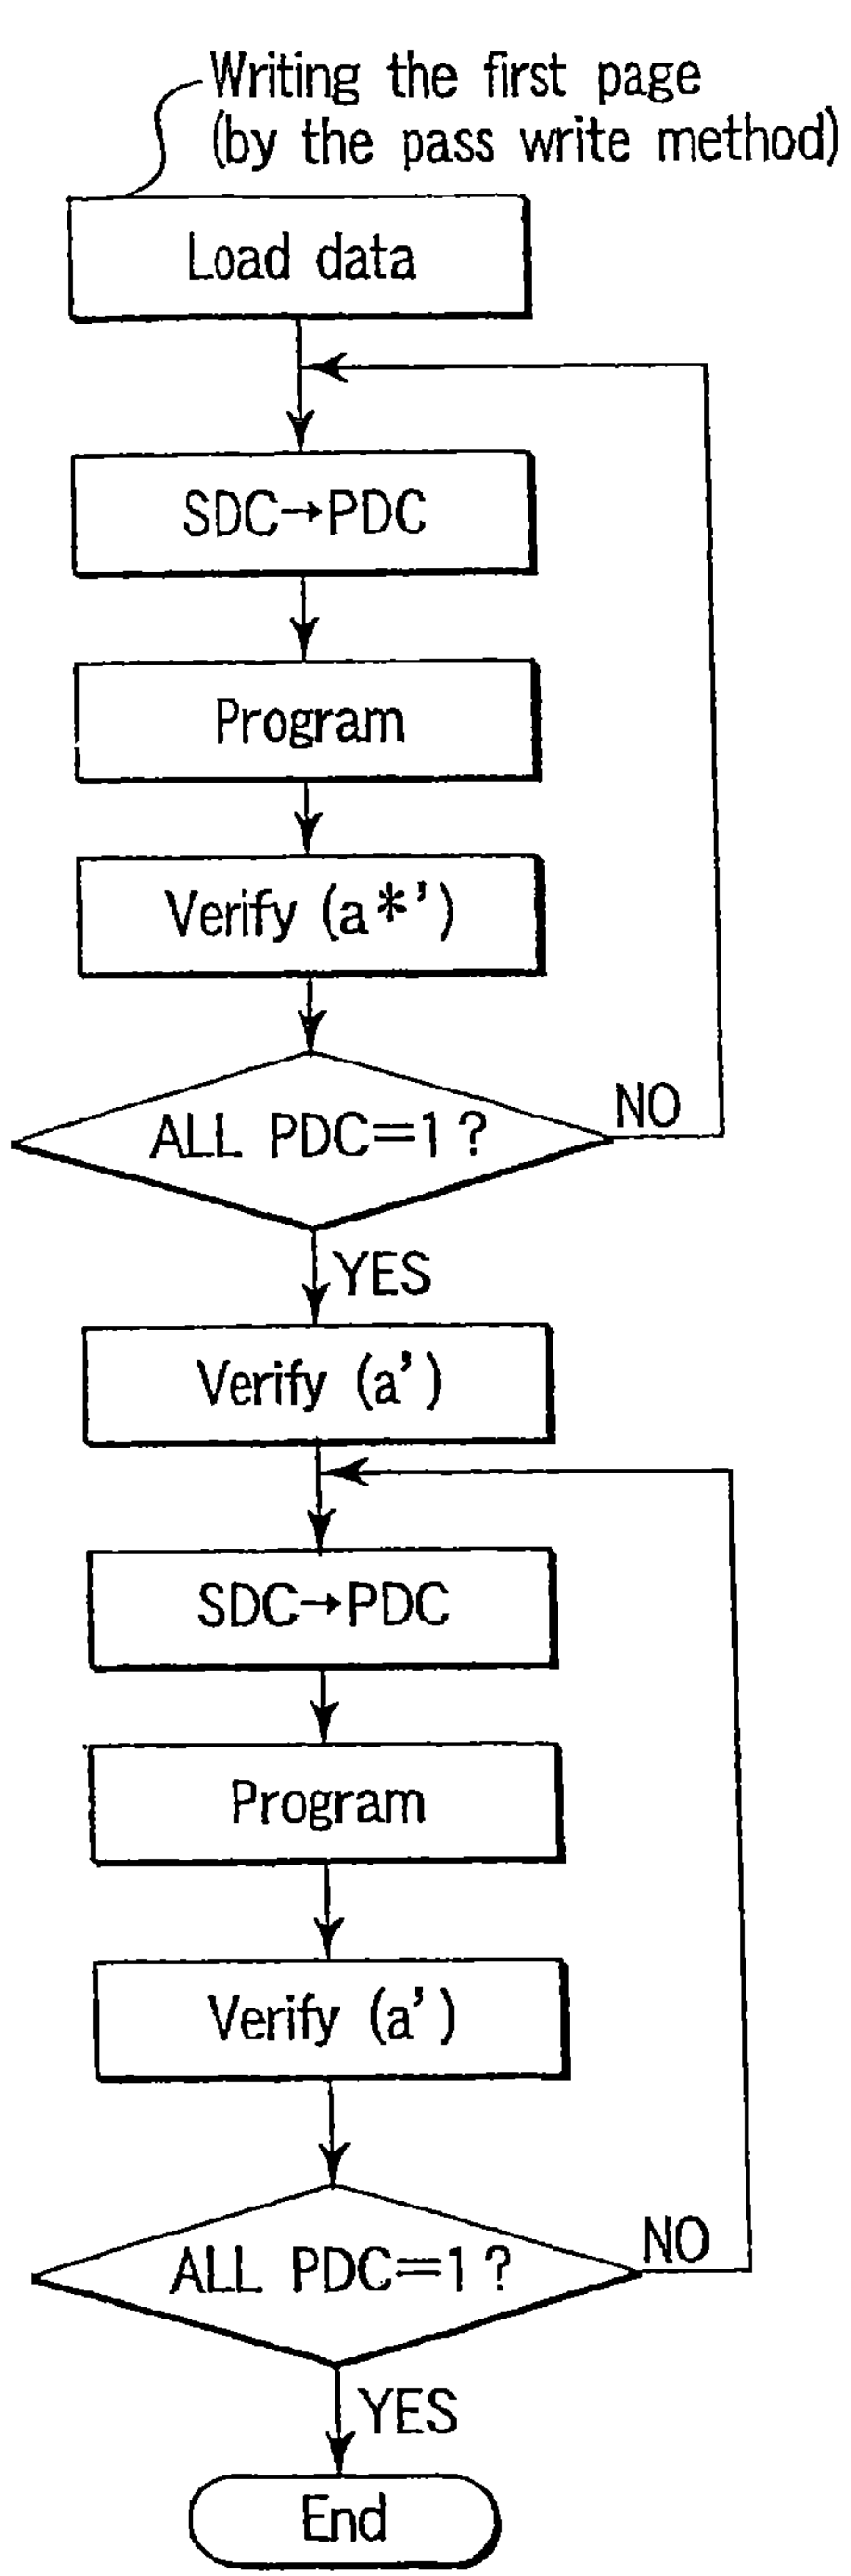 Writing the first page
(by the pass write method)
Load data
SDC→PDC
Program
Verify (a*')
ALL PDC=1?
NO
YES
Verify (a')
SDC→PDC
Program
Verify (a')
ALL PDC=1?
NO
YES
End